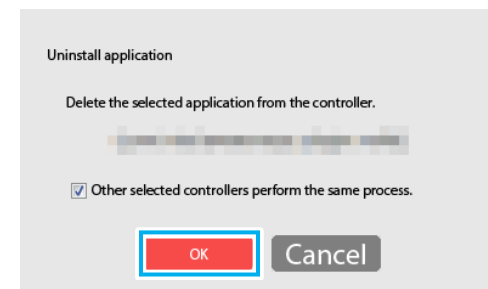 Uninstall application
Delete the selected application from the controller.
Other selected controllers perform the same process.
OK
Cancel